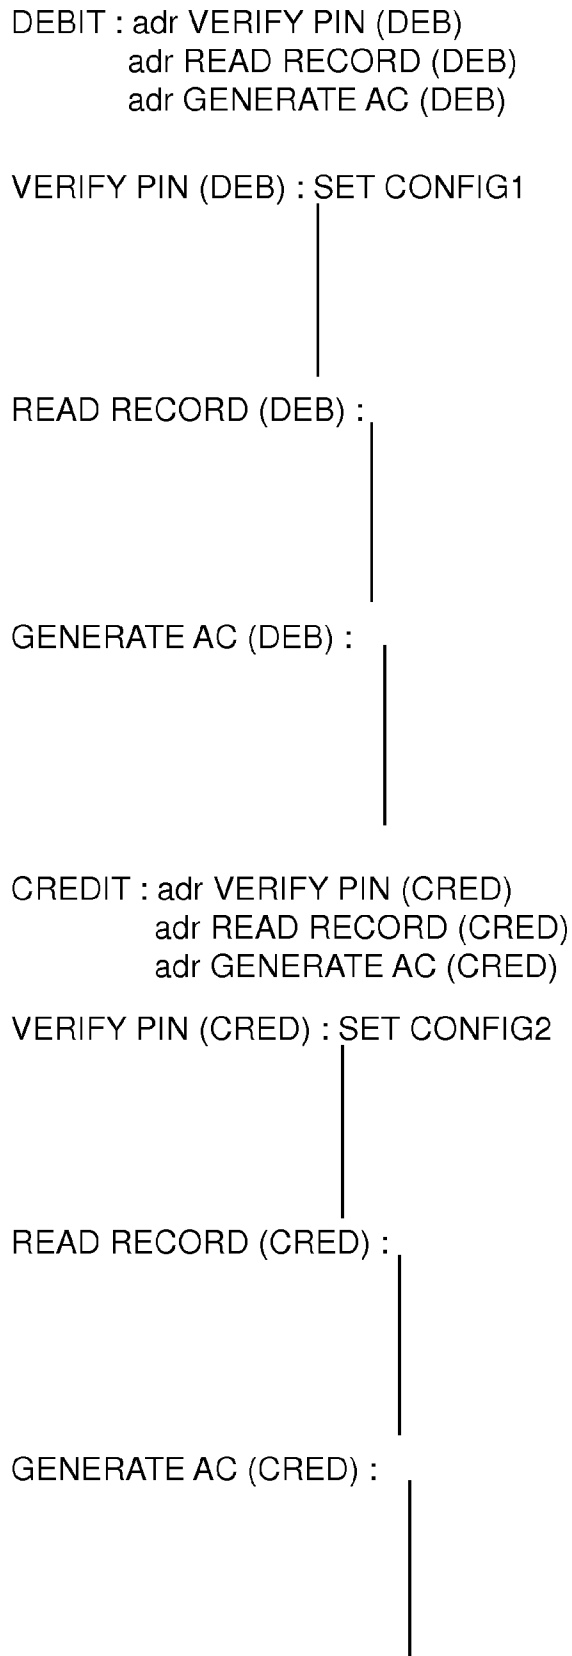 DEBIT : adr VERIFY PIN (DEB)
adr READ RECORD (DEB)
adr GENERATE AC (DEB)
VERIFY PIN (DEB) : SET CONFIG1
READ RECORD (DEB) :
GENERATE AC (DEB) :
CREDIT : adr VERIFY PIN (CRED)
adr READ RECORD (CRED)
adr GENERATE AC (CRED)
VERIFY PIN (CRED) : SET CONFIG2
READ RECORD (CRED) :
GENERATE AC (CRED) :